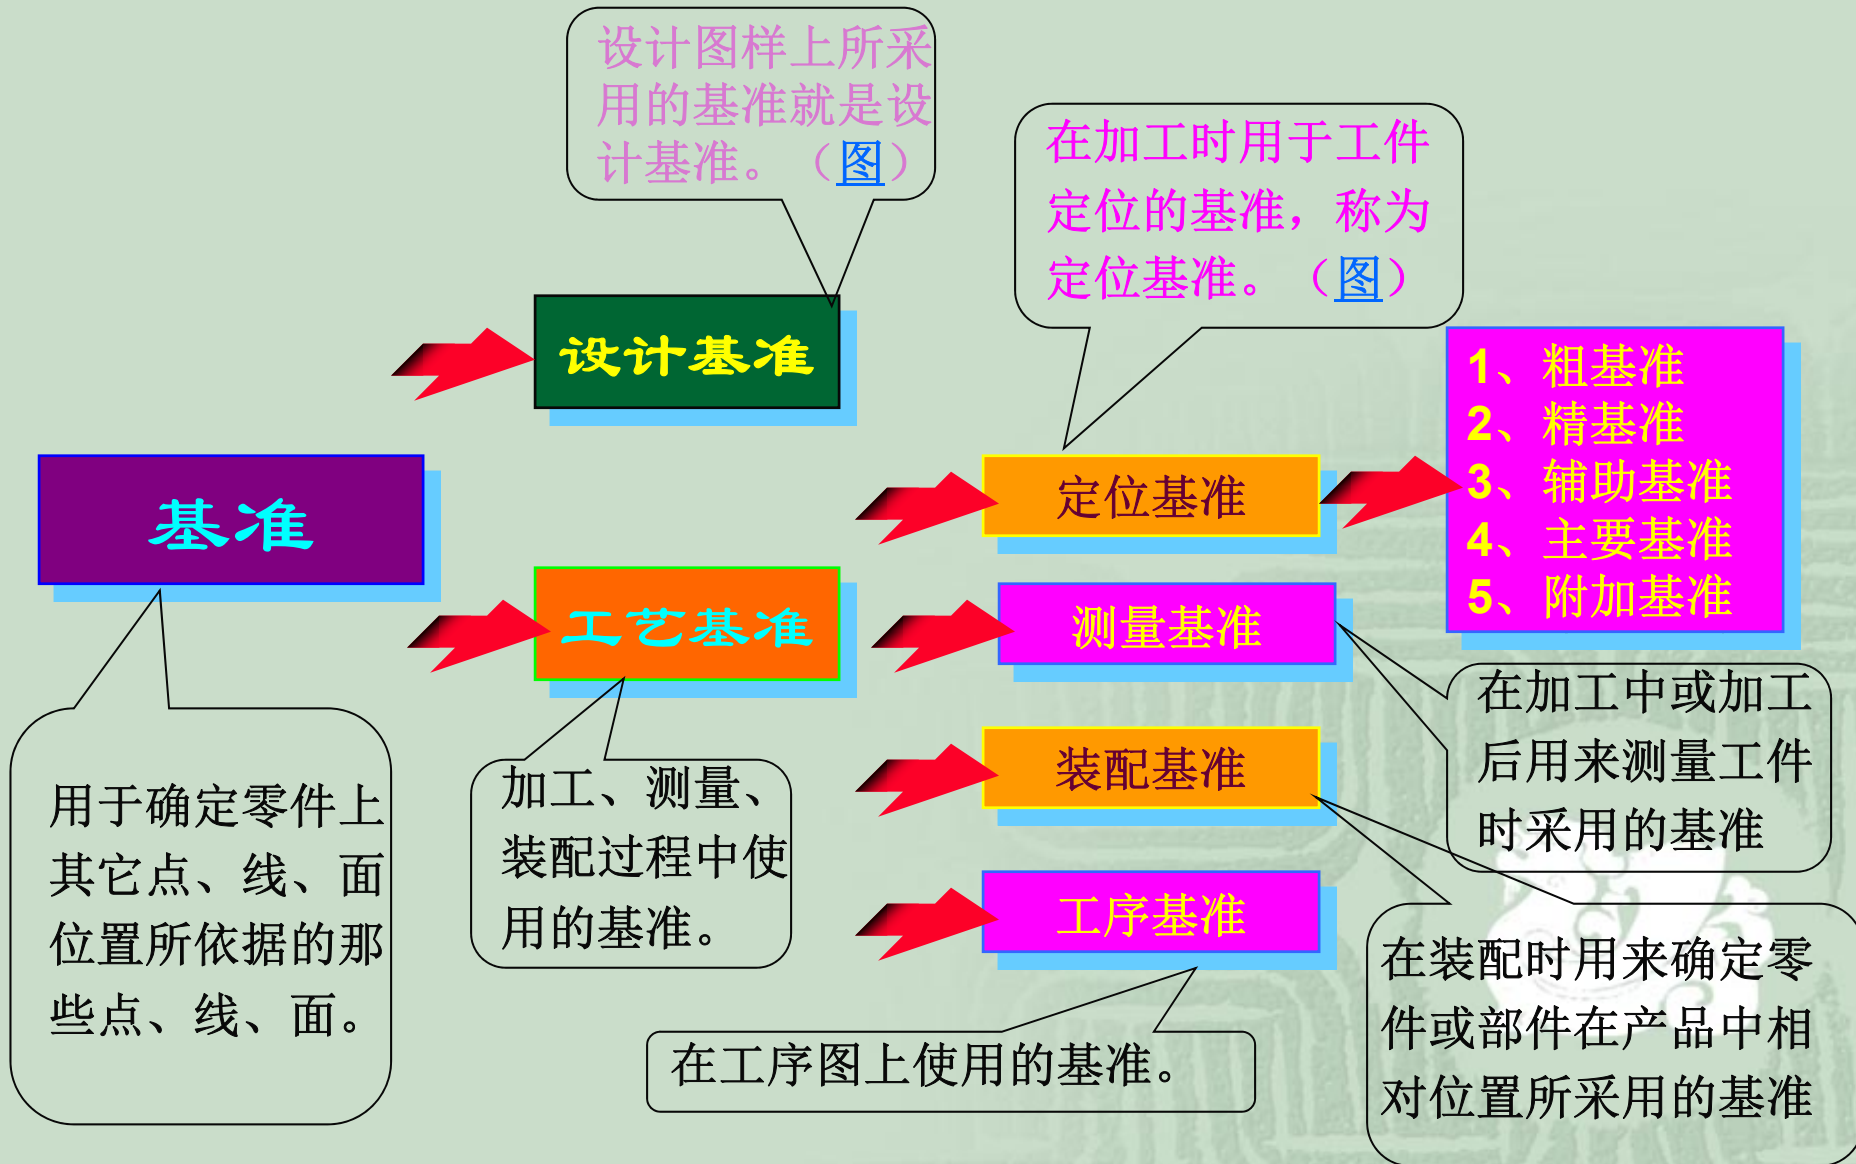 设计图样上所采
用的基准就是设
计基准。（图）
在加工时用于工件
定位的基准，称为
定位基准。（图）
设计基准
1、粗基准
2、精基准
3、辅助基准
4、主要基准
5、附加基准
基准
定位基准
工艺基准
测量基准
在加工中或加工
后用来测量工件
时采用的基准
装配基准
用于确定零件上
其它点、线、面
位置所依据的那
些点、线、面。
加工、测量、
装配过程中使
用的基准。
工序基准
在装配时用来确定零
件或部件在产品中相
对位置所采用的基准
在工序图上使用的基准。